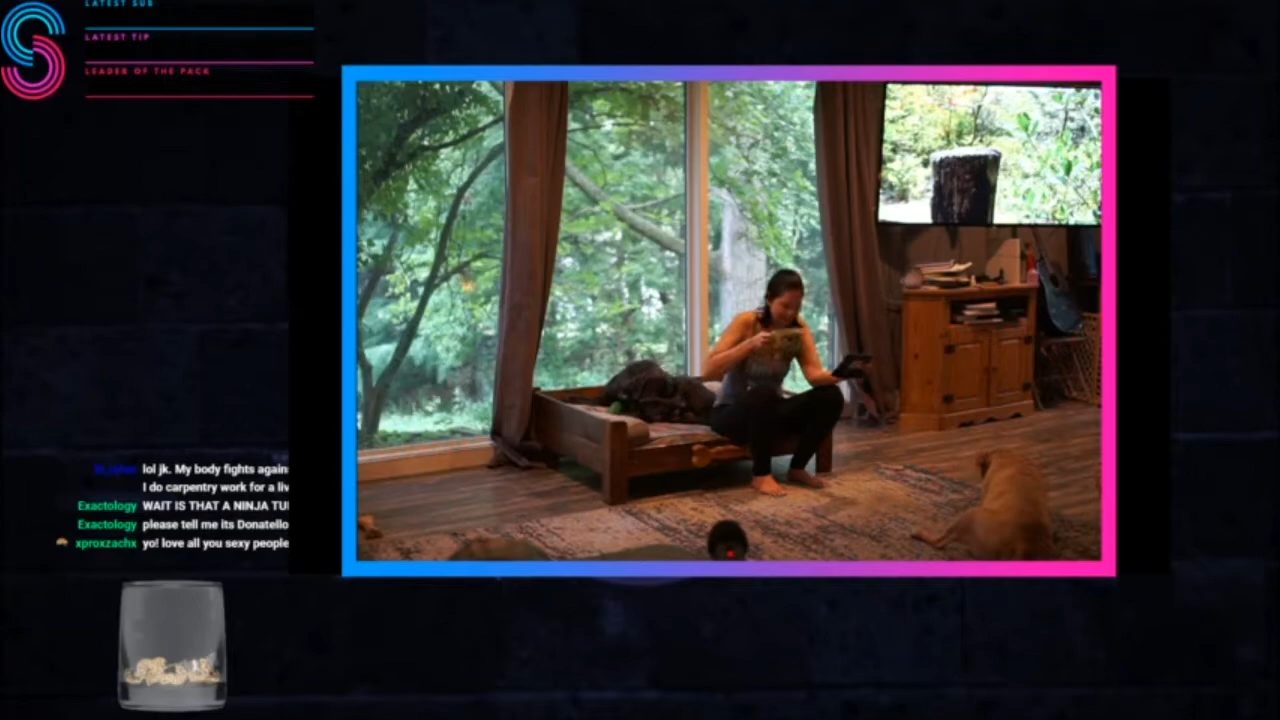 LATEST SUB
LATEST TIP
LEADER OF THE PACK
lol jk. My body fights again
I do carpentry work for a liv
Exactology WAIT IS THAT A NINJA TU
Exactology please tell me its Donatello
xproxzachx yo! love all you sexy people